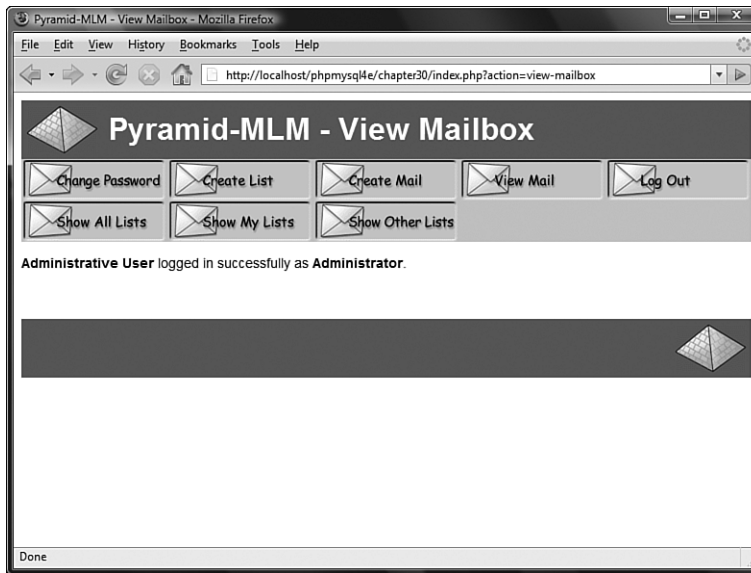 Pyramid-MLM - View Mailbox - Mozilla Firefox
File Edit View History Bookmarks Tools Help
http://localhost/phpmysql4e/chapter30/index.php?action=view-mailbox
Pyramid-MLM - View Mailbox
Change Password Create List Create Mail View Mail Log Out
Show All Lists Show My Lists Show Other Lists
Administrative User logged in successfully as Administrator.
Done